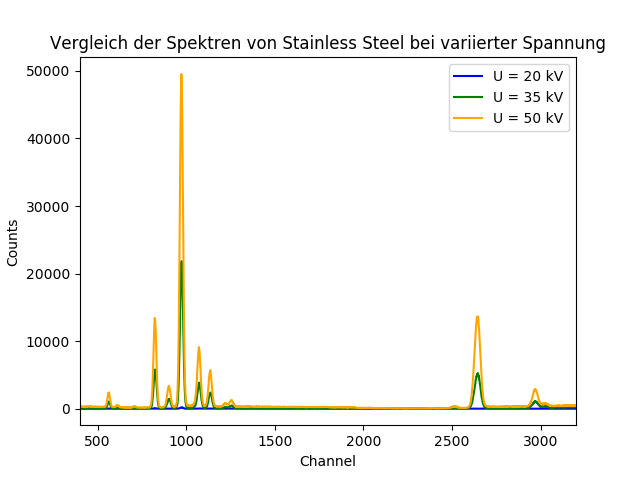 Vergleich der Spektren von Stainless Steel bei variierter Spannung
50000
40000
30000
20000
10000
0
Counts
U = 20 kV
U = 35 kV
U = 50 kV
500 1000 1500 2000 2500 3000
Channel